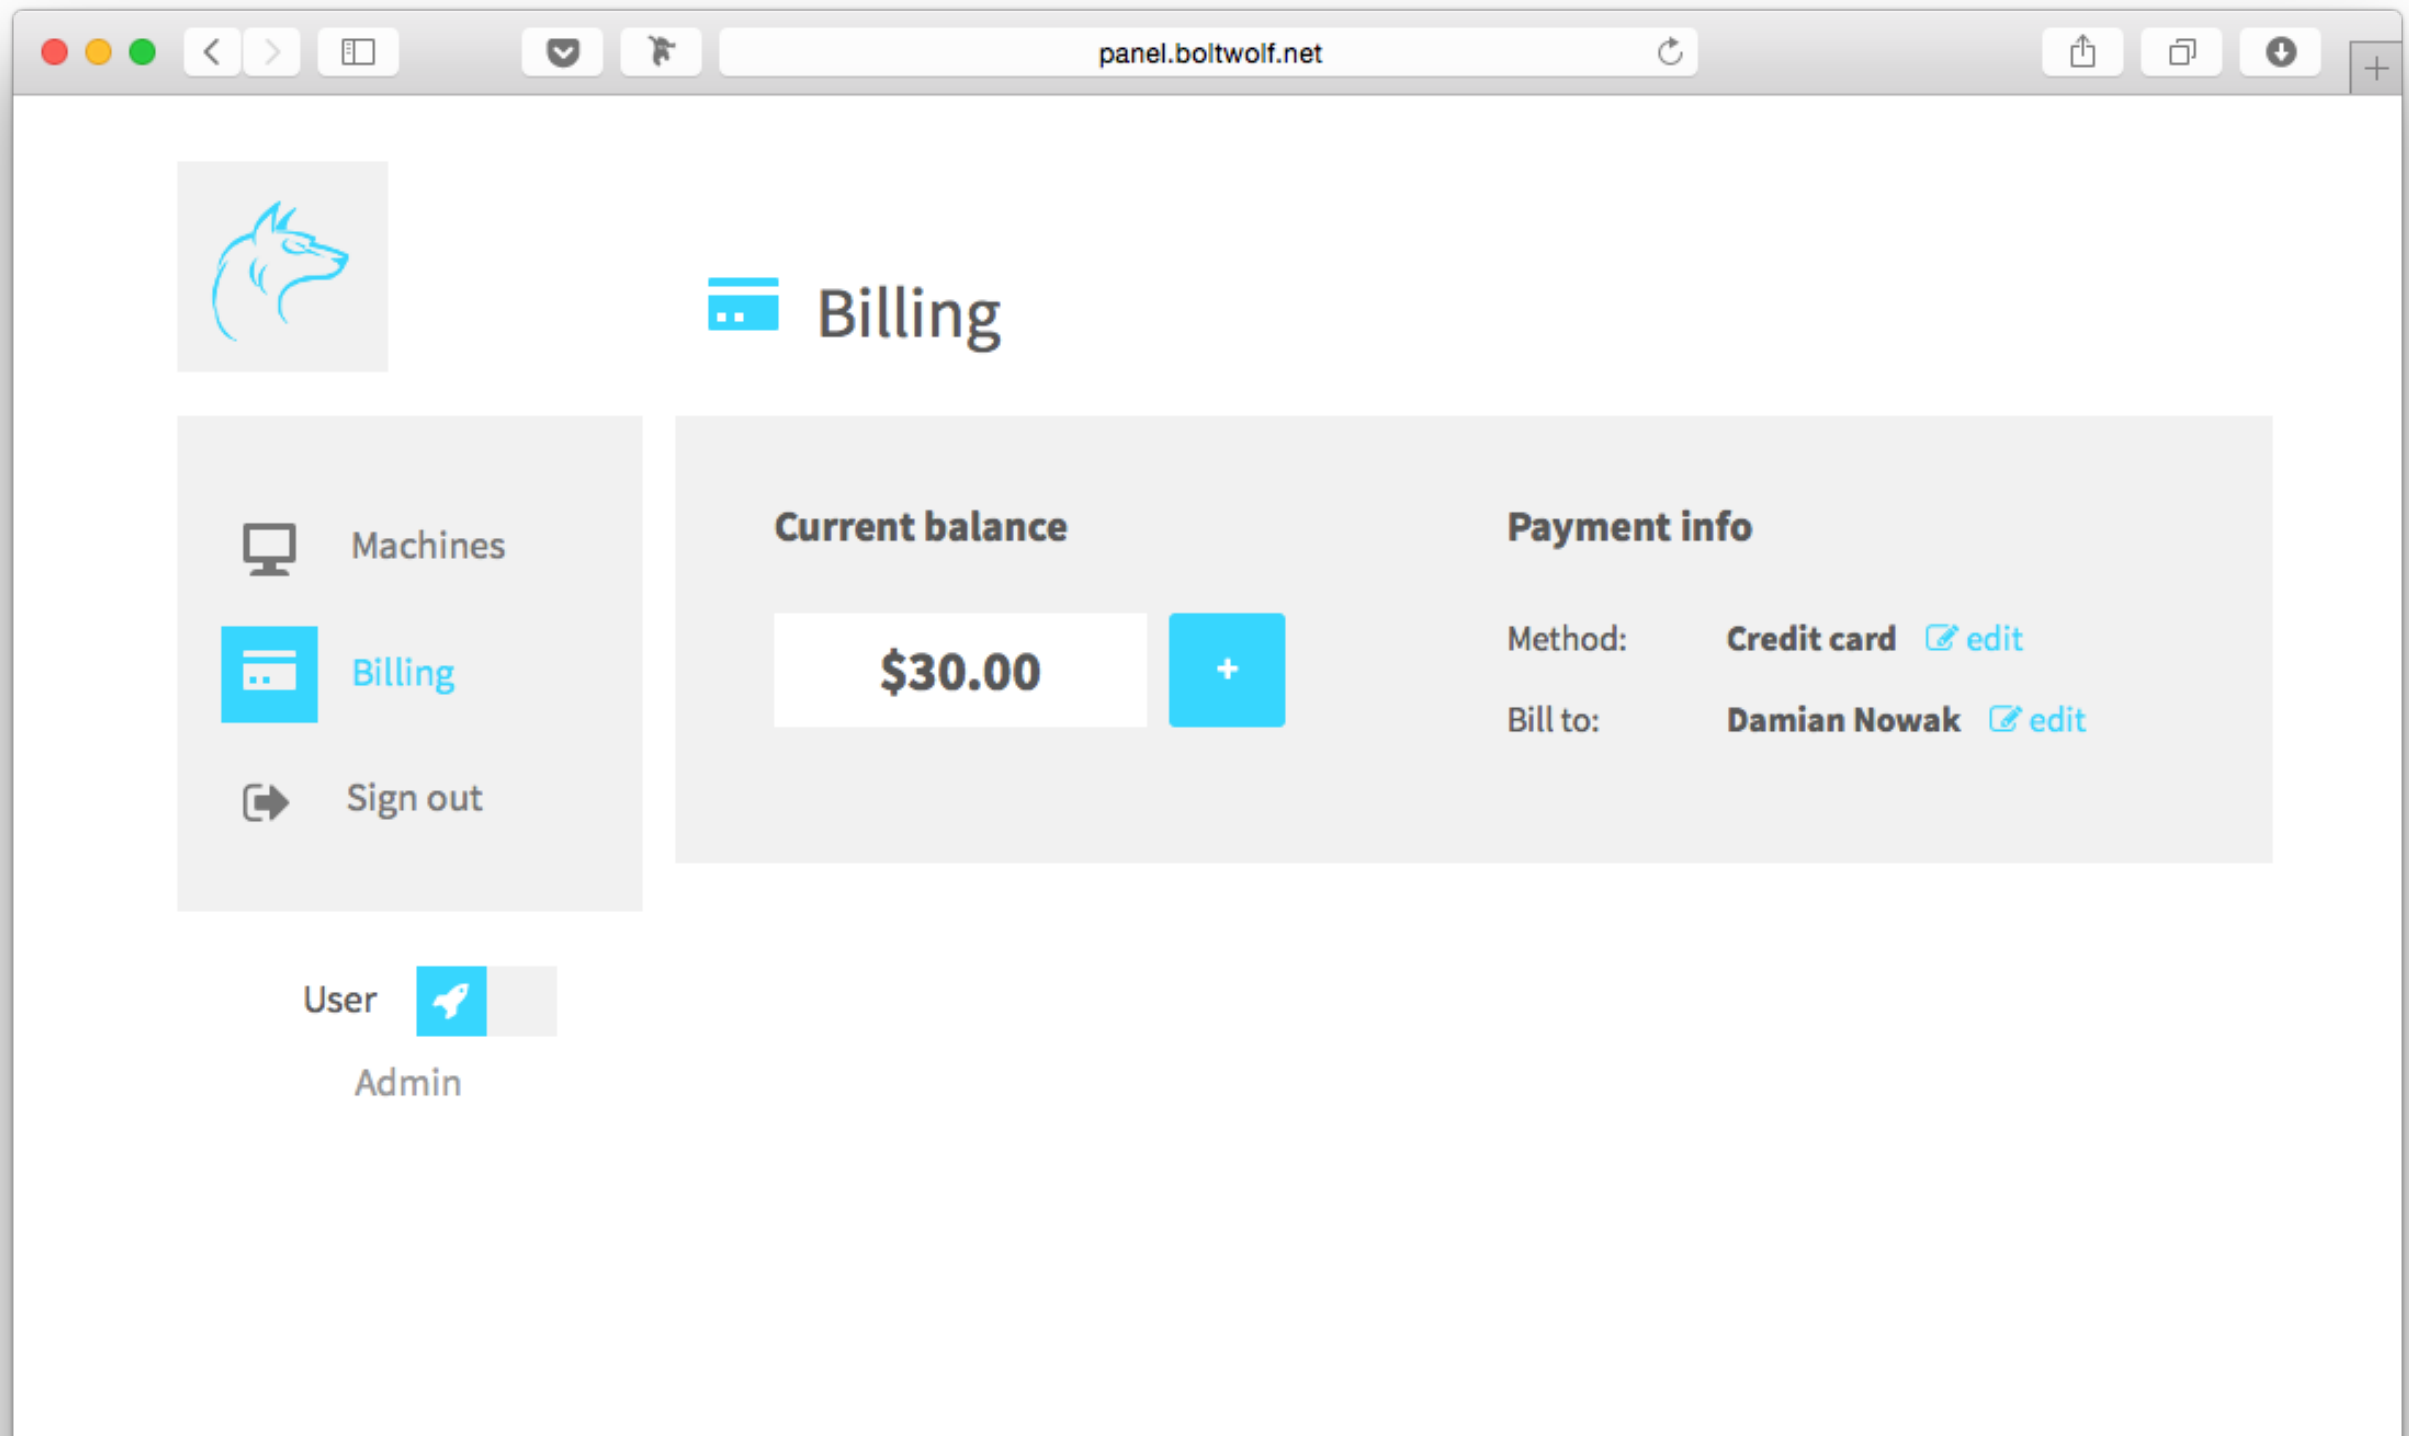 panel.boltwolf.net
Billing
Machines
Billing
Sign out
User
Admin
Current balance
$30.00
+
Payment info
Method: Credit card edit
Bill to: Damian Nowak edit